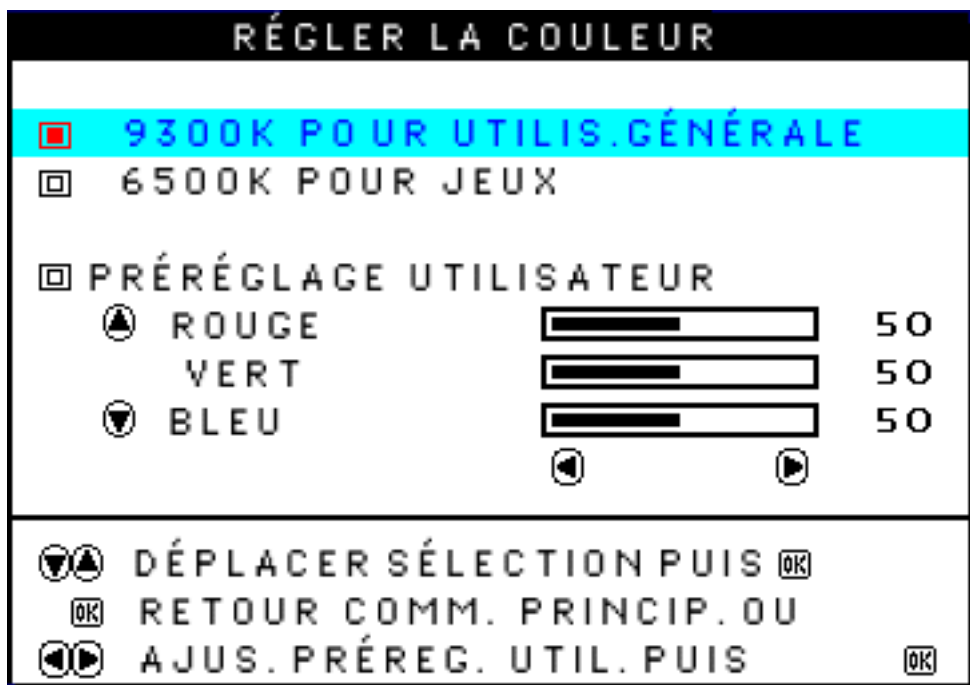 RÉGLER LA COULEUR
9300K POUR UTILIS.GÉNÉRALE
6500K POUR JEUX
PRÉRÉGLAGE UTILISATEUR
ROUGE 50
VERT 50
BLEU 50
DÉPLACER SÉLECTION PUIS OK
OK RETOUR COMM. PRINCIP. OU
AJUS. PRÉREG. UTIL. PUIS OK